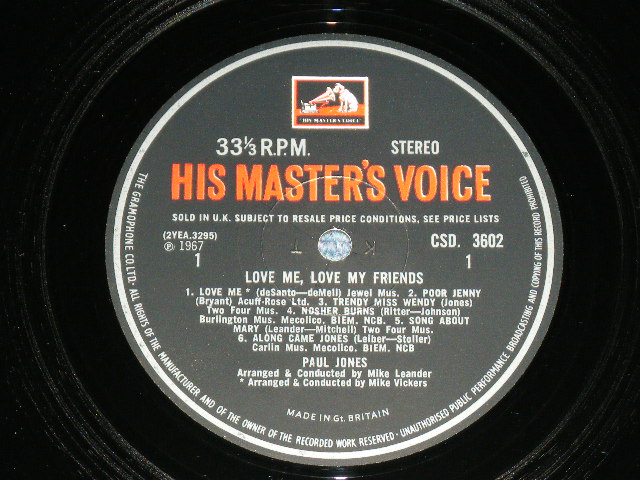 "HIS MASTER'S VOICE"
33⅓ R.P.M. STEREO
HIS MASTER'S VOICE
SOLD IN U.K. SUBJECT TO RESALE PRICE CONDITIONS, SEE PRICE LISTS
(2YEA.3295) CSD. 3602
Ⓟ 1967
1 1
K T
LOVE ME, LOVE MY FRIENDS
1. LOVE ME * (deSanto—deMell) Jewel Mus. 2. POOR JENNY
(Bryant) Acuff-Rose Ltd. 3. TRENDY MISS WENDY (Jones)
Two Four Mus. 4. NOSHER BURNS (Ritter—Johnson)
Burlington Mus. Mecolico, BIEM. NCB. 5. SONG ABOUT
MARY (Leander—Mitchell) Two Four Mus.
6. ALONG CAME JONES (Leiber—Stoller)
Carlin Mus. Mecolico, BIEM. NCB
PAUL JONES
Arranged & Conducted by Mike Leander
* Arranged & Conducted by Mike Vickers
MADE IN Gt. BRITAIN
THE GRAMOPHONE CO. LTD· ALL RIGHTS OF THE MANUFACTURER AND OF THE OWNER OF THE RECORDED WORK RESERVED · UNAUTHORISED PUBLIC PERFORMANCE BROADCASTING AND COPYING OF THIS RECORD PROHIBITED